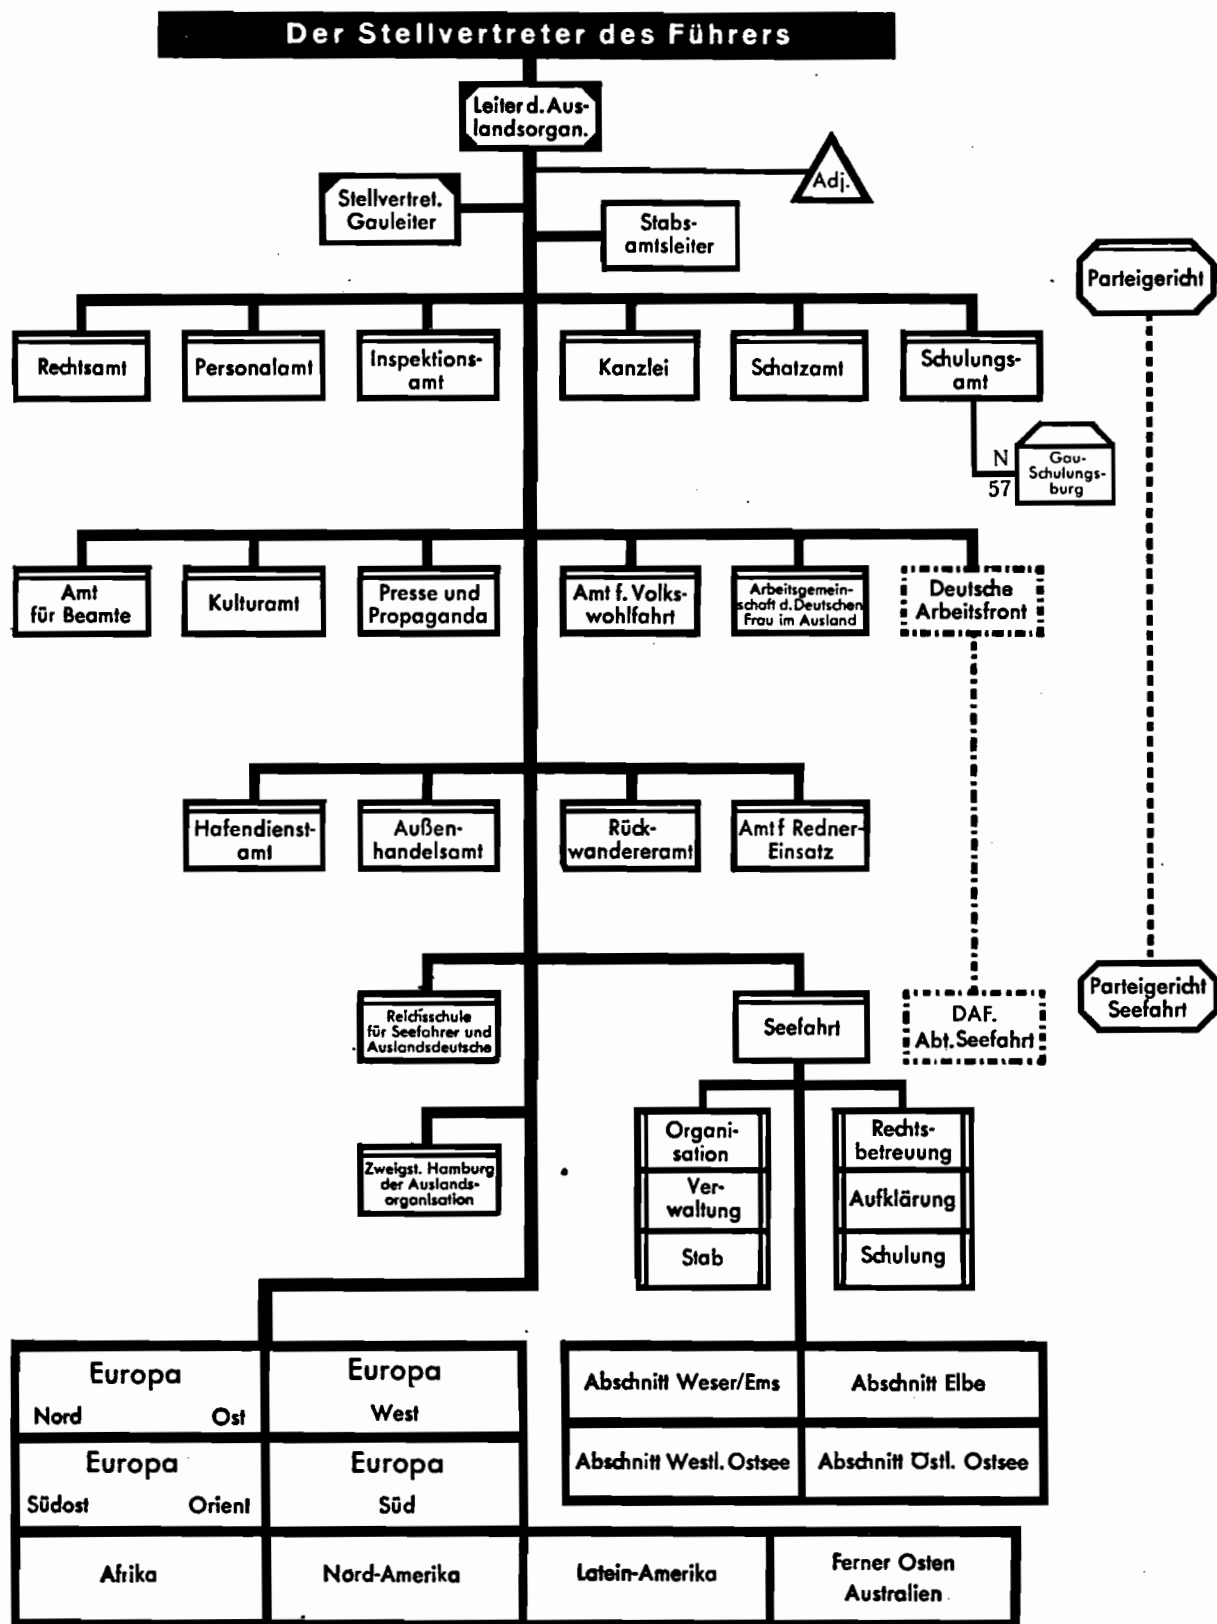 Der Stellvertreter des Führers
Leiter d. Aus-
landsorgan.
Adj.
Stellvertret.
Gauleiter
Stabs-
amtsleiter
Parteigericht
Rechtsamt
Personalamt
Inspektions-
amt
Kanzlei
Schatzamt
Schulungs-
amt
N
57
Gau-
Schulungs-
burg
Amt
für Beamte
Kulturamt
Presse und
Propaganda
Amt f. Volks-
wohlfahrt
Arbeitsgemein-
schaft d. Deutschen
Frau im Ausland
Deutsche
Arbeitsfront
Hafendienst-
amt
Außen-
handelsamt
Rück-
wandereramt
Amt f Redner-
Einsatz
Reichsschule
für Seefahrer und
Auslandsdeutsche
Seefahrt
DAF.
Abt. Seefahrt
Parteigericht
Seefahrt
Zweigst. Hamburg
der Auslands-
organisation
Organi-
sation
Ver-
waltung
Stab
Rechts-
betreuung
Aufklärung
Schulung
Europa
Nord Ost
Europa
West
Europa
Südost Orient
Europa
Süd
Abschnitt Weser/Ems
Abschnitt Elbe
Abschnitt Westl. Ostsee
Abschnitt Östl. Ostsee
Afrika
Nord-Amerika
Latein-Amerika
Ferner Osten
Australien